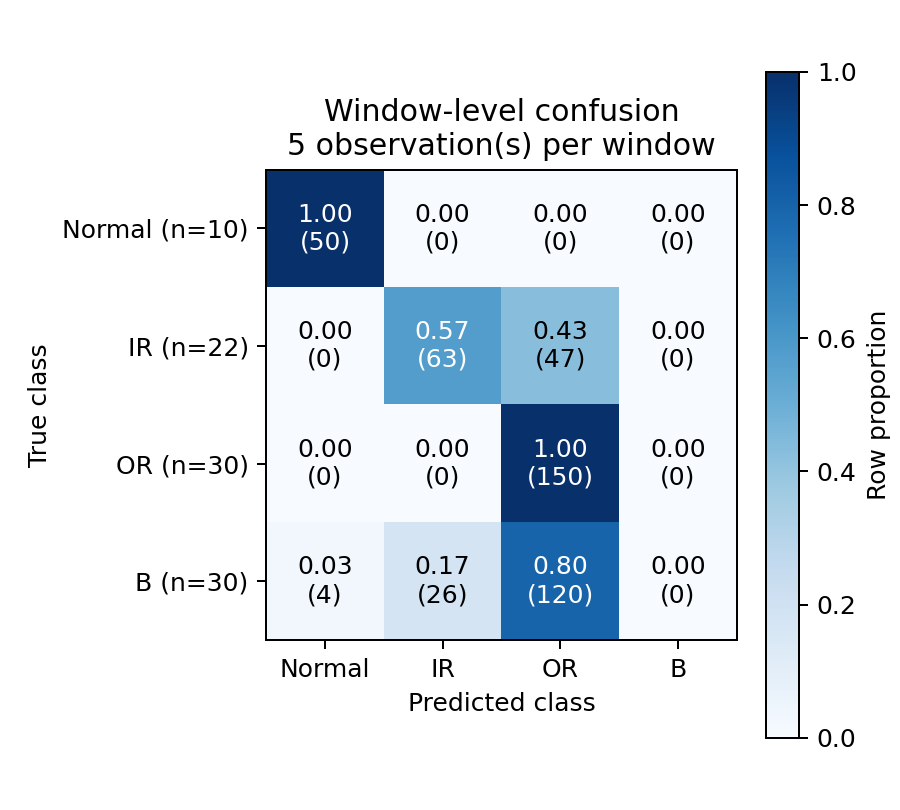 Window-level confusion
5 observation(s) per window
Normal (n=10)
1.00 0.00 0.00 0.00
(50) (0) (0) (0)
IR (n=22)
0.00 0.57 0.43 0.00
(0) (63) (47) (0)
OR (n=30)
0.00 0.00 1.00 0.00
(0) (0) (150) (0)
B (n=30)
0.03 0.17 0.80 0.00
(4) (26) (120) (0)
Normal IR OR B
Predicted class
True class
1.0
0.8
0.6
0.4
0.2
0.0
Row proportion